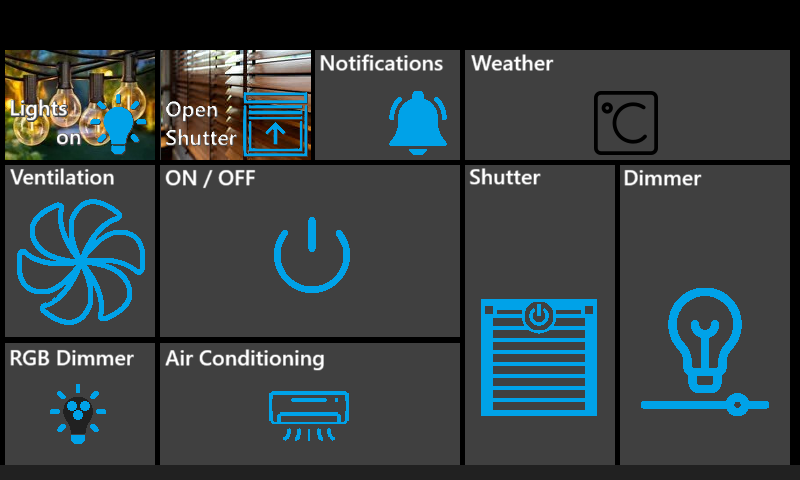 Lights
on
Open
Shutter
Notifications
Weather
°C
Ventilation
ON / OFF
Shutter
Dimmer
RGB Dimmer
Air Conditioning